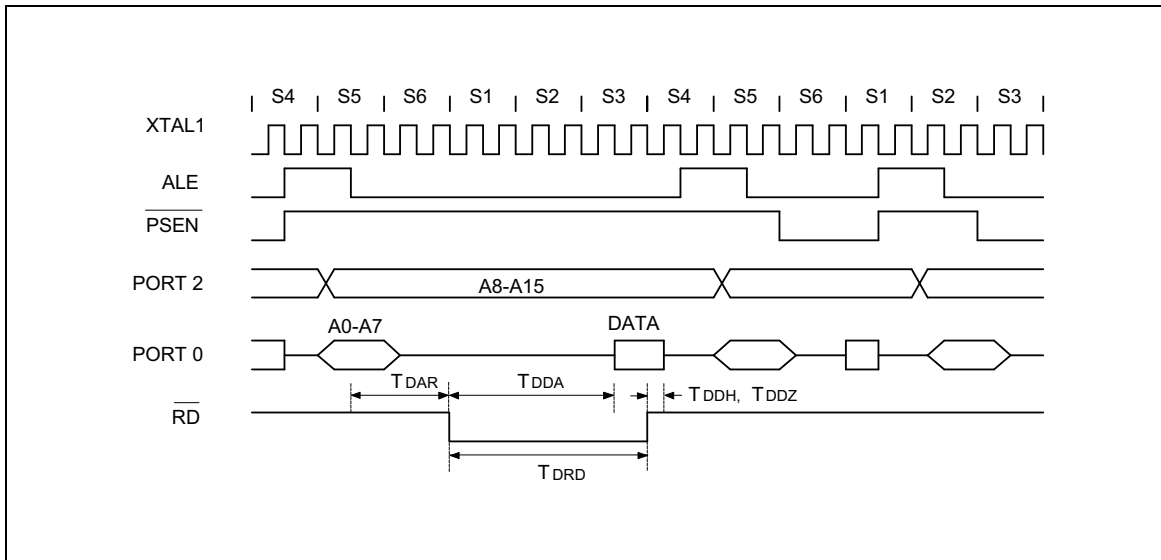 S4 S5 S6 S1 S2 S3 S4 S5 S6 S1 S2 S3
XTAL1
ALE
PSEN
PORT 2
A8-A15
A0-A7
DATA
PORT 0
TDAR
TDDA
TDDH, TDDZ
RD
TDRD